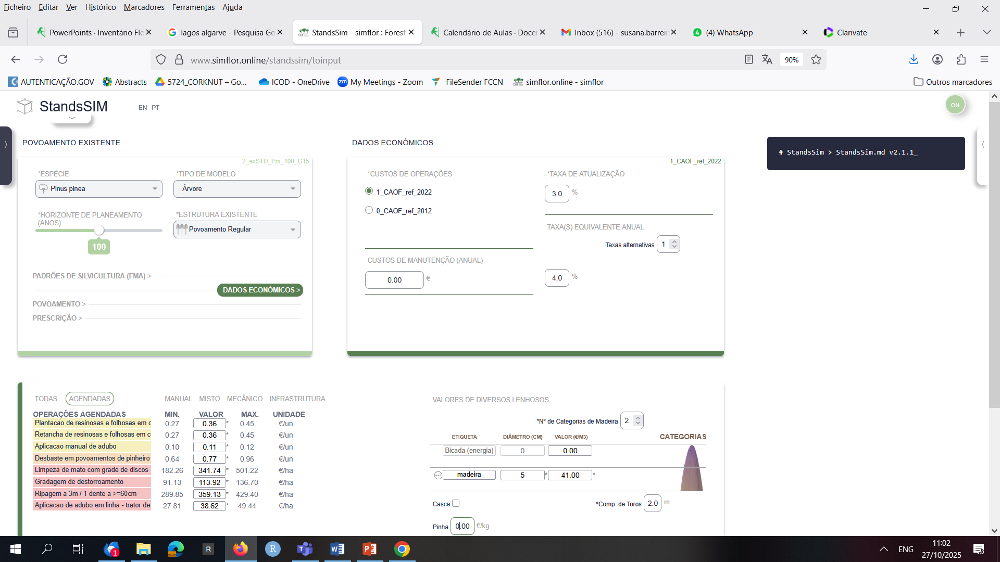 Ficheiro Editar Ver Histórico Marcadores Ferramentas Ajuda
PowerPoints · Inventário Flo
lagos algarve - Pesquisa Go
StandsSim - simflor : Forest
Calendário de Aulas · Docen
Inbox (516) - susana.barreir
(4) WhatsApp
Clarivate
www.simflor.online/standssim/toinput
90%
AUTENTICAÇÃO.GOV
Abstracts
5724_CORKNUT – Go...
ICOD - OneDrive
zm My Meetings - Zoom
FileSender FCCN
simflor.online - simflor
Outros marcadores
StandsSIM
EN PT
ON
POVOAMENTO EXISTENTE
2_exSTD_Pm_100_G15
*ESPÉCIE
*TIPO DE MODELO
Pinus pinea
Árvore
*HORIZONTE DE PLANEAMENTO (ANOS)
*ESTRUTURA EXISTENTE
Povoamento Regular
100
PADRÕES DE SILVICULTURA (FMA) >
DADOS ECONÓMICOS >
POVOAMENTO >
PRESCRIÇÃO >
DADOS ECONÓMICOS
1_CAOF_ref_2022
*CUSTOS DE OPERAÇÕES
1_CAOF_ref_2022
0_CAOF_ref_2012
*TAXA DE ATUALIZAÇÃO
3.0 %
TAXA(S) EQUIVALENTE ANUAL
Taxas alternativas 1
CUSTOS DE MANUTENÇÃO (ANUAL)
0.00 €
4.0 %
# StandsSim > StandsSim.md v2.1.1_
TODAS AGENDADAS MANUAL MISTO MECÂNICO INFRASTRUTURA
OPERAÇÕES AGENDADAS MIN. VALOR MAX. UNIDADE
Plantacao de resinosas e folhosas em c 0.27 0.36 * 0.45 €/un
Retancha de resinosas e folhosas em c 0.27 0.36 * 0.45 €/un
Aplicacao manual de adubo 0.10 0.11 * 0.12 €/un
Desbaste em povoamentos de pinheiro 0.64 0.77 * 0.96 €/un
Limpeza de mato com grade de discos 182.26 341.74 * 501.22 €/ha
Gradagem de destorroamento 91.13 113.92 * 136.70 €/ha
Ripagem a 3m / 1 dente a >=60cm 289.85 359.13 * 429.40 €/ha
Aplicacao de adubo em linha - trator de 27.81 38.62 * 49.44 €/ha
VALORES DE DIVERSOS LENHOSOS
*Nº de Categorias de Madeira 2
ETIQUETA DIÂMETRO (CM) VALOR (€/M3) CATEGORIAS
Bicada (energia) 0 0.00
madeira 5 * 41.00 *
Casca
*Comp. de Toros 2.0 m
Pinha 0.00 €/kg
1
R
R
ENG
11:02
27/10/2025